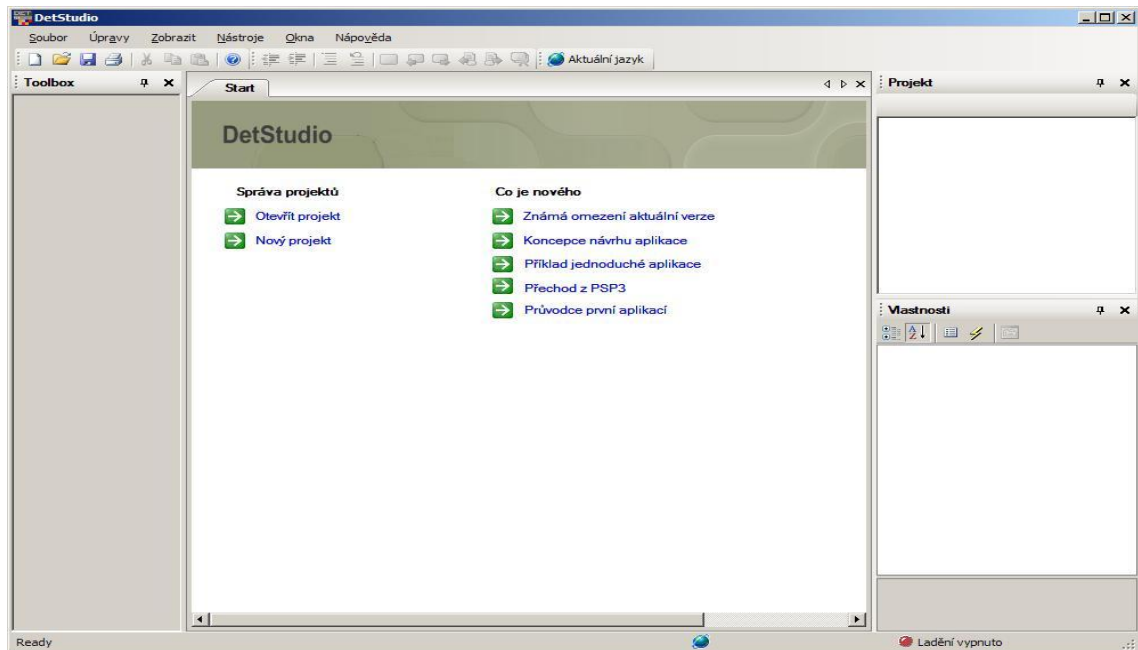 DetStudio
Soubor Úpravy Zobrazit Nástroje Okna Nápověda
Aktuální jazyk
Toolbox
Start
Projekt
DetStudio
Správa projektů
Otevřít projekt
Nový projekt
Co je nového
Známá omezení aktuální verze
Koncepce návrhu aplikace
Příklad jednoduché aplikace
Přechod z PSP3
Průvodce první aplikací
Vlastnosti
Ready
Ladění vypnuto